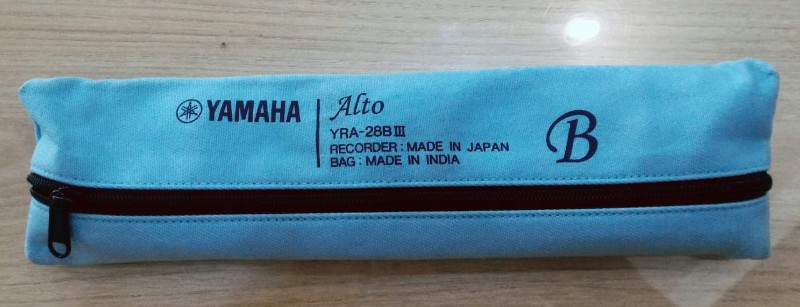 YAMAHA
Alto
YRA-28BⅢ
RECORDER : MADE IN JAPAN
BAG : MADE IN INDIA
B